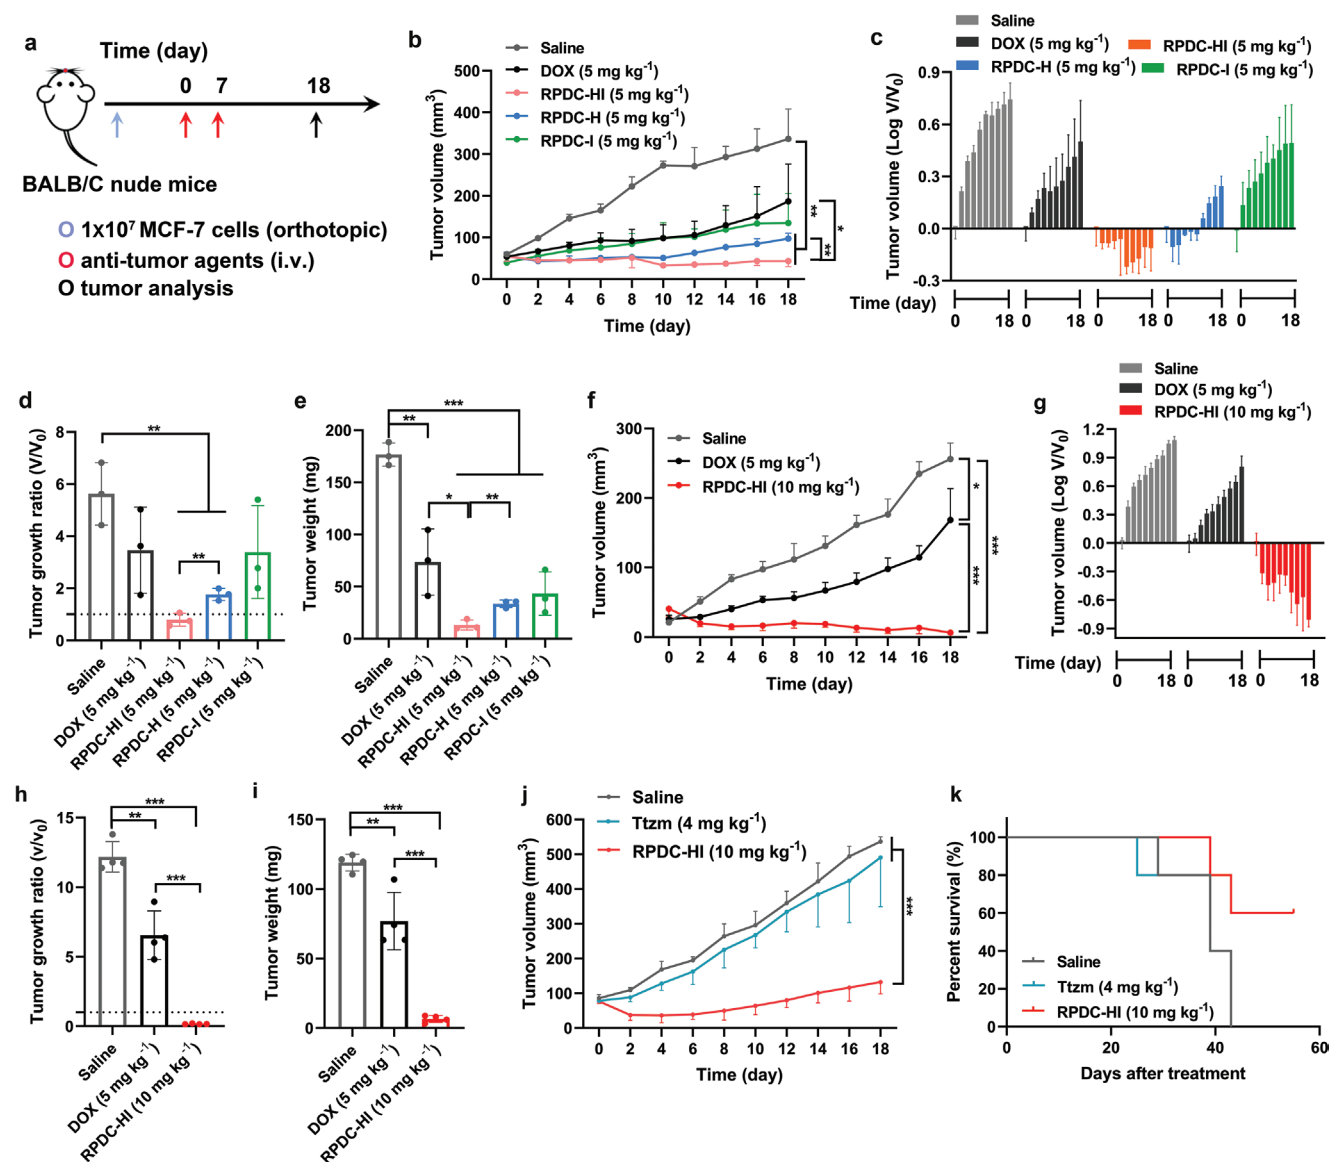 a
Time (day)
0 7 18
BALB/C nude mice
O 1x10⁷ MCF-7 cells (orthotopic)
O anti-tumor agents (i.v.)
O tumor analysis
b
Saline
DOX (5 mg kg⁻¹)
RPDC-HI (5 mg kg⁻¹)
RPDC-H (5 mg kg⁻¹)
RPDC-I (5 mg kg⁻¹)
Tumor volume (mm³)
500
400
300
200
100
0
0 2 4 6 8 10 12 14 16 18
Time (day)
** * **
c
Saline
DOX (5 mg kg⁻¹)
RPDC-HI (5 mg kg⁻¹)
RPDC-H (5 mg kg⁻¹)
RPDC-I (5 mg kg⁻¹)
Tumor volume (Log V/V₀)
0.9
0.6
0.3
0.0
-0.3
Time (day)
0 18 0 18 0 18 0 18 0 18
d
Tumor growth ratio (V/V₀)
8
6
4
2
0
**
**
Saline
DOX (5 mg kg⁻¹)
RPDC-HI (5 mg kg⁻¹)
RPDC-H (5 mg kg⁻¹)
RPDC-I (5 mg kg⁻¹)
e
Tumor weight (mg)
200
150
100
50
0
***
**
* **
Saline
DOX (5 mg kg⁻¹)
RPDC-HI (5 mg kg⁻¹)
RPDC-H (5 mg kg⁻¹)
RPDC-I (5 mg kg⁻¹)
f
Saline
DOX (5 mg kg⁻¹)
RPDC-HI (10 mg kg⁻¹)
Tumor volume (mm³)
300
200
100
0
0 2 4 6 8 10 12 14 16 18
Time (day)
* *** ***
g
Saline
DOX (5 mg kg⁻¹)
RPDC-HI (10 mg kg⁻¹)
Tumor volume (Log V/V₀)
1.2
0.9
0.6
0.3
0.0
-0.3
-0.6
-0.9
Time (day)
0 18 0 18 0 18
h
Tumor growth ratio (v/v₀)
15
10
5
0
***
**
***
Saline
DOX (5 mg kg⁻¹)
RPDC-HI (10 mg kg⁻¹)
i
Tumor weight (mg)
150
100
50
0
***
**
***
Saline
DOX (5 mg kg⁻¹)
RPDC-HI (10 mg kg⁻¹)
j
Saline
Ttzm (4 mg kg⁻¹)
RPDC-HI (10 mg kg⁻¹)
Tumor volume (mm³)
600
500
400
300
200
100
0
0 2 4 6 8 10 12 14 16 18
Time (day)
***
k
Percent survival (%)
100
80
60
40
20
0
Saline
Ttzm (4 mg kg⁻¹)
RPDC-HI (10 mg kg⁻¹)
0 20 40 60
Days after treatment